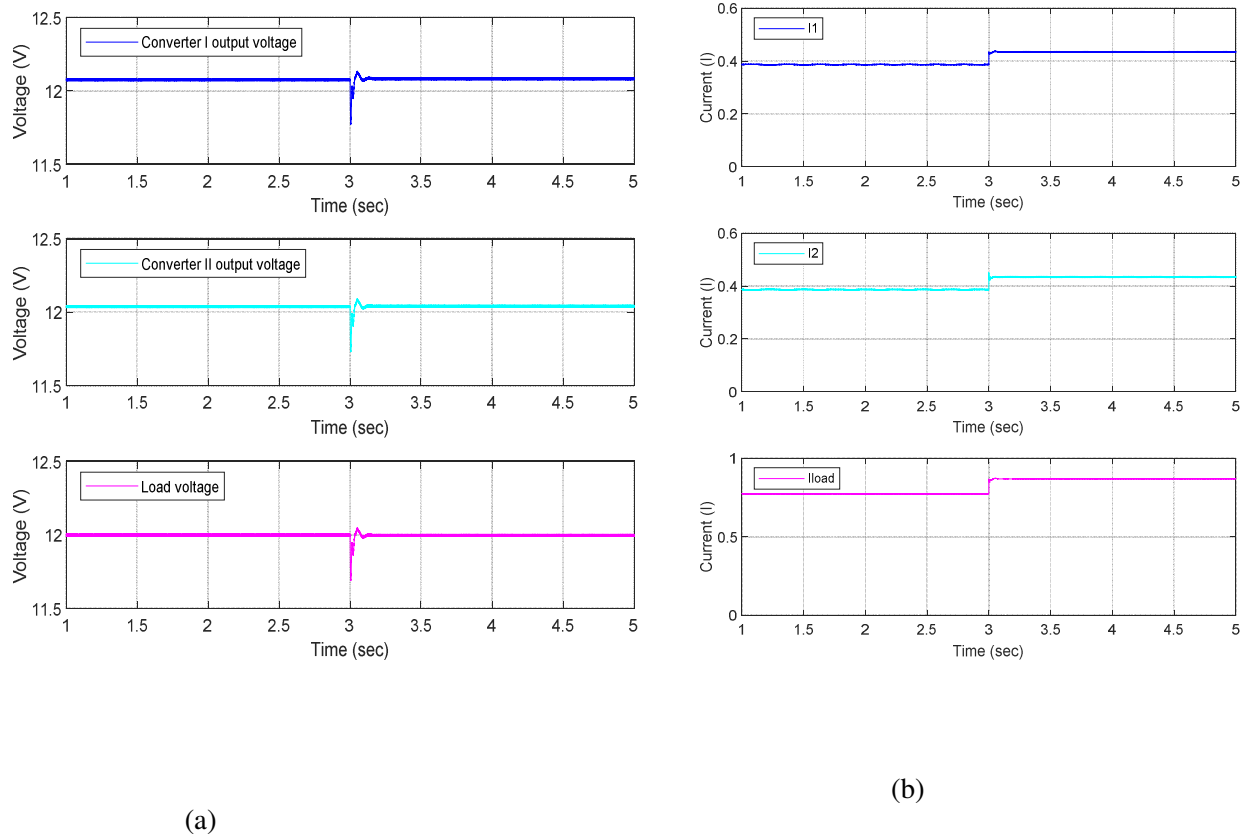 12.5
Converter I output voltage
Voltage (V)
12
11.5
1 1.5 2 2.5 3 3.5 4 4.5 5
Time (sec)
12.5
Converter II output voltage
Voltage (V)
12
11.5
1 1.5 2 2.5 3 3.5 4 4.5 5
Time (sec)
12.5
Load voltage
Voltage (V)
12
11.5
1 1.5 2 2.5 3 3.5 4 4.5 5
Time (sec)
(a)
0.6
I1
Current (I)
0.4
0.2
0
1 1.5 2 2.5 3 3.5 4 4.5 5
Time (sec)
0.6
I2
Current (I)
0.4
0.2
0
1 1.5 2 2.5 3 3.5 4 4.5 5
Time (sec)
1
Iload
Current (I)
0.5
0
1 1.5 2 2.5 3 3.5 4 4.5 5
Time (sec)
(b)